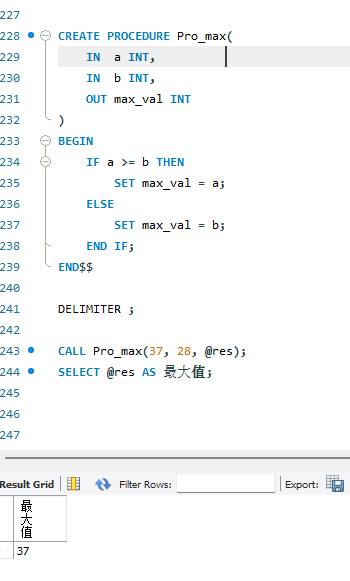 227
228 CREATE PROCEDURE Pro_max(
229 IN a INT,
230 IN b INT,
231 OUT max_val INT
232 )
233 BEGIN
234 IF a >= b THEN
235 SET max_val = a;
236 ELSE
237 SET max_val = b;
238 END IF;
239 END$$
240
241 DELIMITER ;
242
243 CALL Pro_max(37, 28, @res);
244 SELECT @res AS 最大值;
245
246
247
Result Grid Filter Rows: Export:
最大值
37